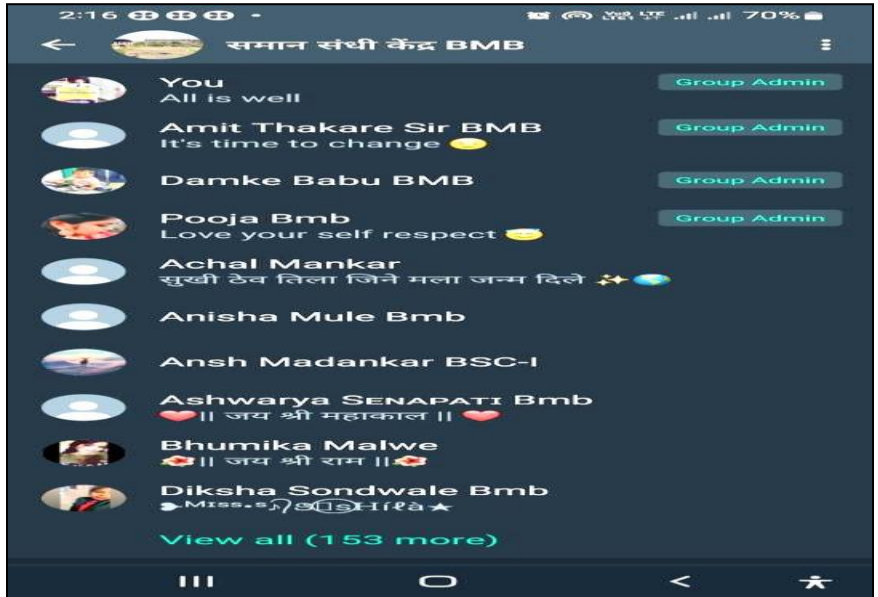 2:16
VoLTE LTE 70%
समान संधी केंद्र BMB
You
Group Admin
All is well
Amit Thakare Sir BMB
Group Admin
It's time to change
Damke Babu BMB
Group Admin
Pooja Bmb
Group Admin
Love your self respect
Achal Mankar
सुखी ठेव तिला जिने मला जन्म दिले
Anisha Mule Bmb
Ansh Madankar BSC-I
Ashwarya SENAPATI Bmb
|| जय श्री महाकाल ||
Bhumika Malwe
|| जय श्री राम ||
Diksha Sondwale Bmb
View all (153 more)